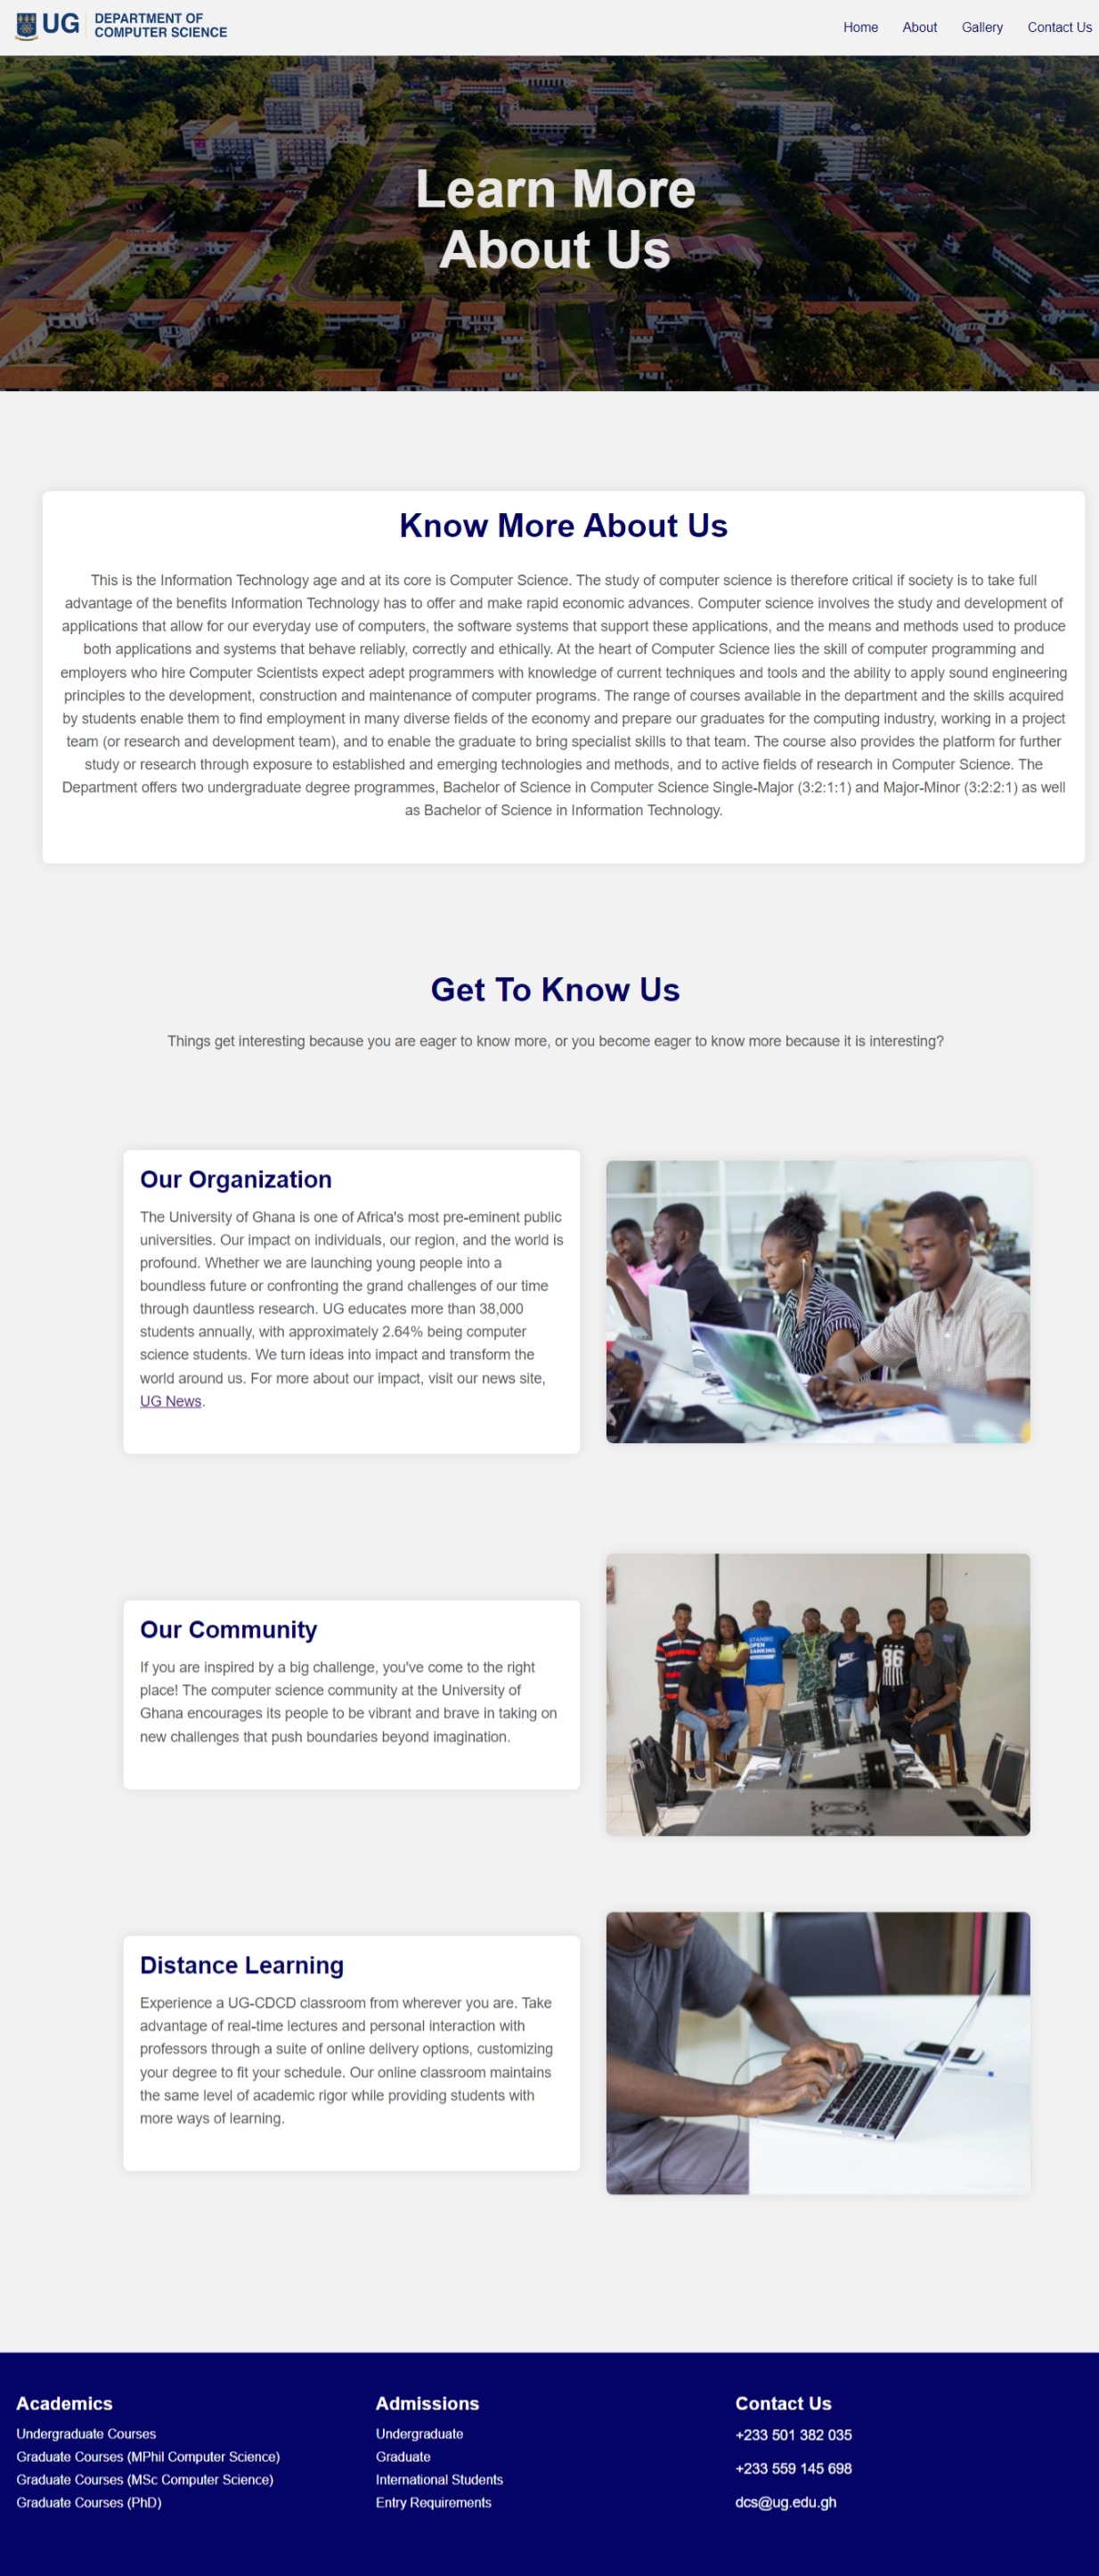 UG
DEPARTMENT OF
COMPUTER SCIENCE
Home About Gallery Contact Us
Learn More
About Us
Know More About Us
This is the Information Technology age and at its core is Computer Science. The study of computer science is therefore critical if society is to take full
advantage of the benefits Information Technology has to offer and make rapid economic advances. Computer science involves the study and development of
applications that allow for our everyday use of computers, the software systems that support these applications, and the means and methods used to produce
both applications and systems that behave reliably, correctly and ethically. At the heart of Computer Science lies the skill of computer programming and
employers who hire Computer Scientists expect adept programmers with knowledge of current techniques and tools and the ability to apply sound engineering
principles to the development, construction and maintenance of computer programs. The range of courses available in the department and the skills acquired
by students enable them to find employment in many diverse fields of the economy and prepare our graduates for the computing industry, working in a project
team (or research and development team), and to enable the graduate to bring specialist skills to that team. The course also provides the platform for further
study or research through exposure to established and emerging technologies and methods, and to active fields of research in Computer Science. The
Department offers two undergraduate degree programmes, Bachelor of Science in Computer Science Single-Major (3:2:1:1) and Major-Minor (3:2:2:1) as well
as Bachelor of Science in Information Technology.
Get To Know Us
Things get interesting because you are eager to know more, or you become eager to know more because it is interesting?
Our Organization
The University of Ghana is one of Africa's most pre-eminent public
universities. Our impact on individuals, our region, and the world is
profound. Whether we are launching young people into a
boundless future or confronting the grand challenges of our time
through dauntless research. UG educates more than 38,000
students annually, with approximately 2.64% being computer
science students. We turn ideas into impact and transform the
world around us. For more about our impact, visit our news site,
UG News.
Our Community
If you are inspired by a big challenge, you've come to the right
place! The computer science community at the University of
Ghana encourages its people to be vibrant and brave in taking on
new challenges that push boundaries beyond imagination.
STANBIC
OPEN
BANKING
NIKE
86
Distance Learning
Experience a UG-CDCD classroom from wherever you are. Take
advantage of real-time lectures and personal interaction with
professors through a suite of online delivery options, customizing
your degree to fit your schedule. Our online classroom maintains
the same level of academic rigor while providing students with
more ways of learning.
Academics
Undergraduate Courses
Graduate Courses (MPhil Computer Science)
Graduate Courses (MSc Computer Science)
Graduate Courses (PhD)
Admissions
Undergraduate
Graduate
International Students
Entry Requirements
Contact Us
+233 501 382 035
+233 559 145 698
dcs@ug.edu.gh